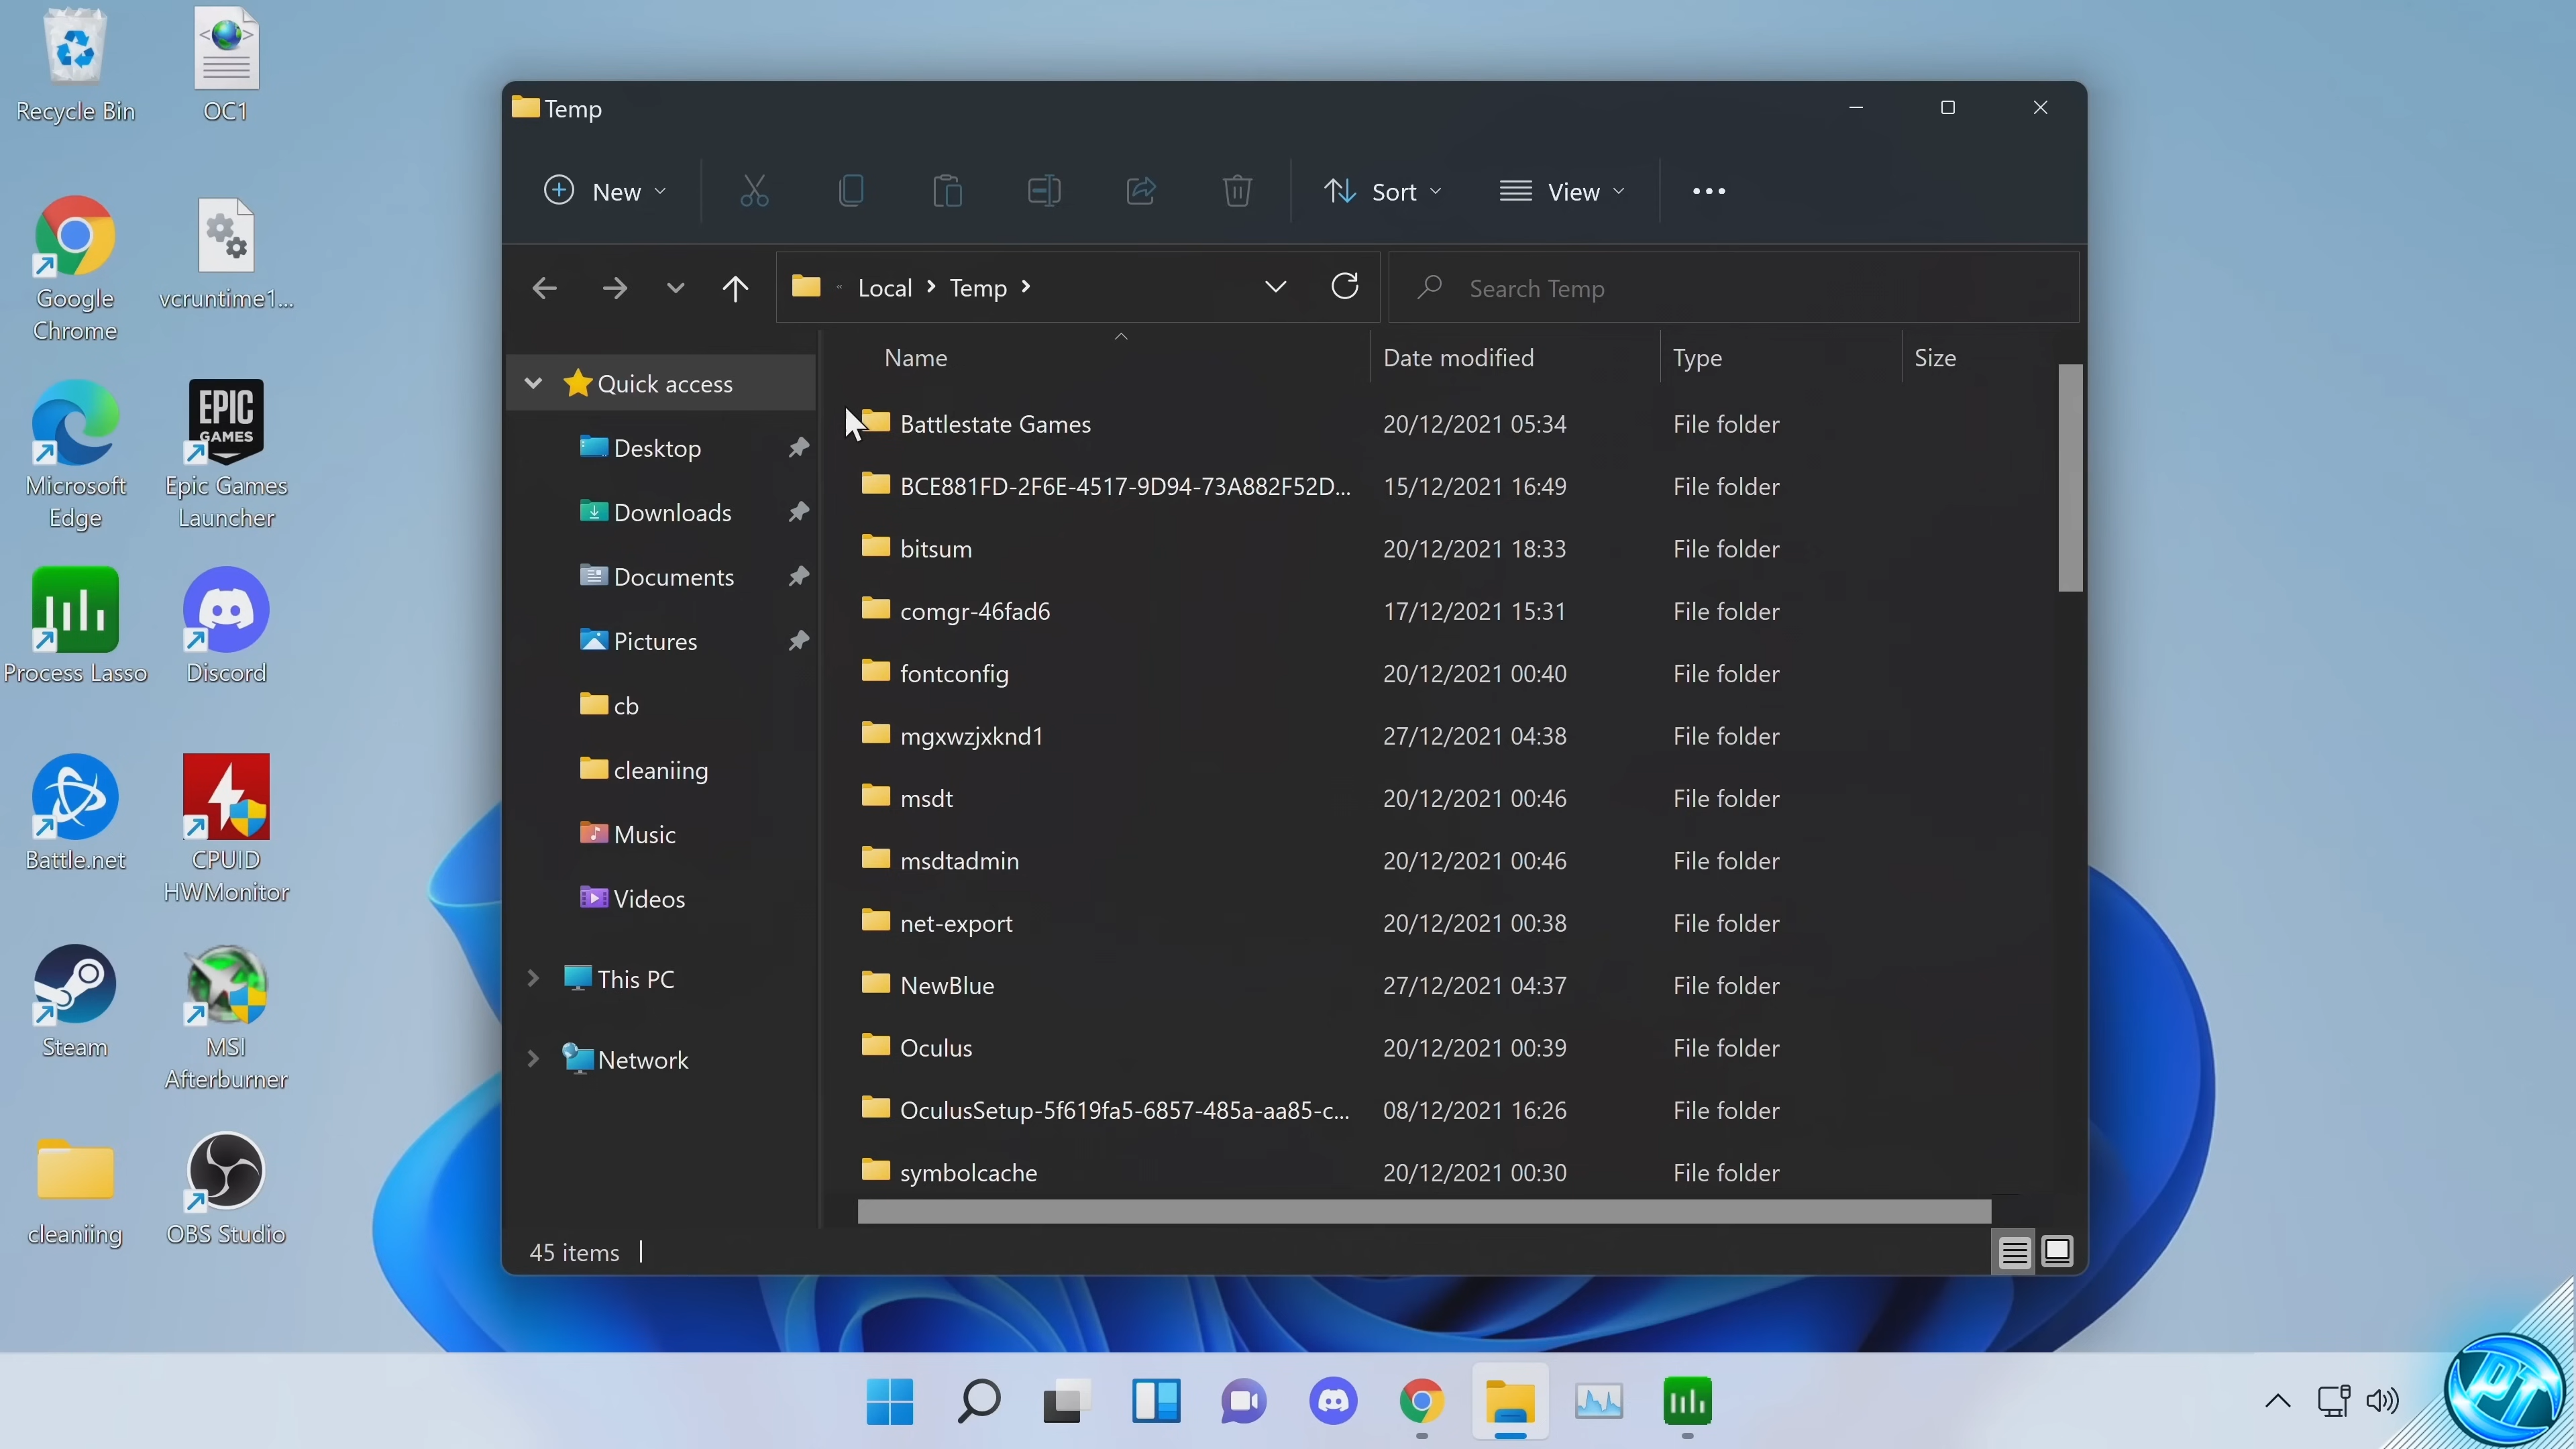 Recycle Bin
OC1
Google
Chrome
vcruntime1...
Microsoft
Edge
EPIC
GAMES
Epic Games
Launcher
Process Lasso
Discord
Battle.net
CPUID
HWMonitor
Steam
MSI
Afterburner
cleaniing
OBS Studio
Temp
New
Sort
View
Local
Temp
Search Temp
Quick access
Desktop
Downloads
Documents
Pictures
cb
cleaniing
Music
Videos
This PC
Network
Name Date modified Type Size
Battlestate Games 20/12/2021 05:34 File folder
BCE881FD-2F6E-4517-9D94-73A882F52D... 15/12/2021 16:49 File folder
bitsum 20/12/2021 18:33 File folder
comgr-46fad6 17/12/2021 15:31 File folder
fontconfig 20/12/2021 00:40 File folder
mgxwzjxknd1 27/12/2021 04:38 File folder
msdt 20/12/2021 00:46 File folder
msdtadmin 20/12/2021 00:46 File folder
net-export 20/12/2021 00:38 File folder
NewBlue 27/12/2021 04:37 File folder
Oculus 20/12/2021 00:39 File folder
OculusSetup-5f619fa5-6857-485a-aa85-c... 08/12/2021 16:26 File folder
symbolcache 20/12/2021 00:30 File folder
45 items
PT